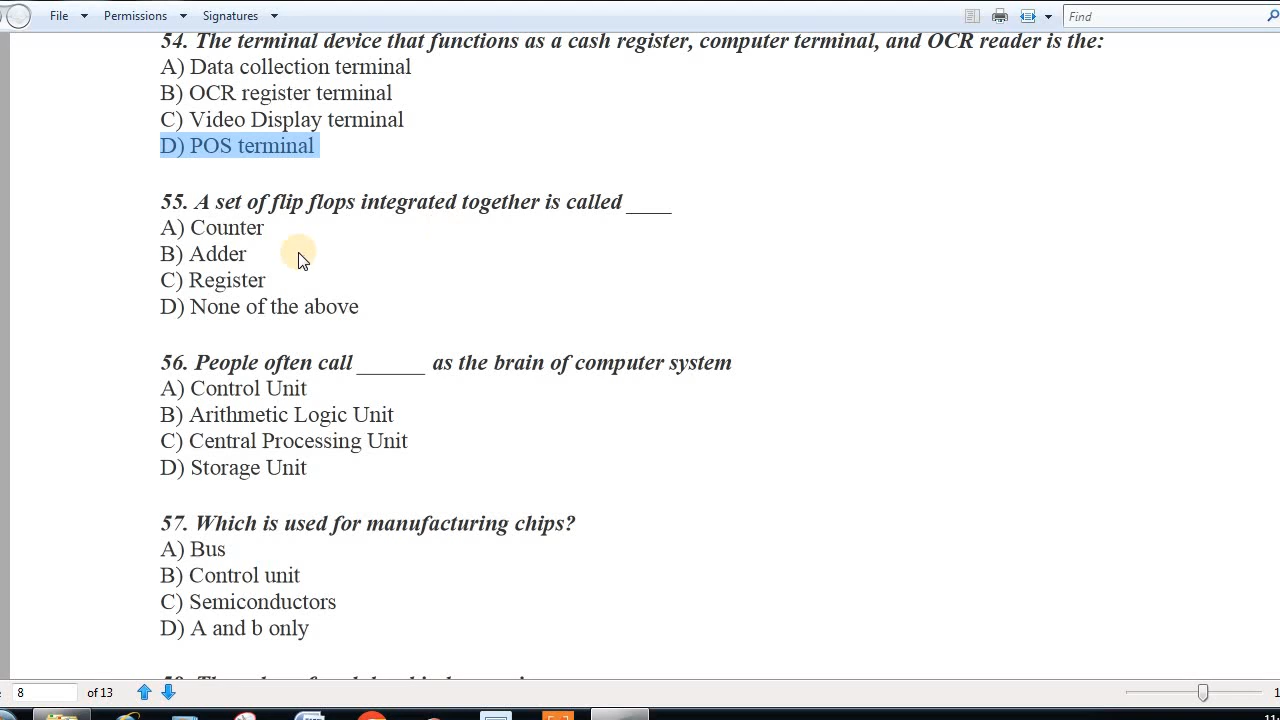 File Permissions Signatures Find
54. The terminal device that functions as a cash register, computer terminal, and OCR reader is the:
A) Data collection terminal
B) OCR register terminal
C) Video Display terminal
D) POS terminal
55. A set of flip flops integrated together is called ____
A) Counter
B) Adder
C) Register
D) None of the above
56. People often call ______ as the brain of computer system
A) Control Unit
B) Arithmetic Logic Unit
C) Central Processing Unit
D) Storage Unit
57. Which is used for manufacturing chips?
A) Bus
B) Control unit
C) Semiconductors
D) A and b only
8 of 13